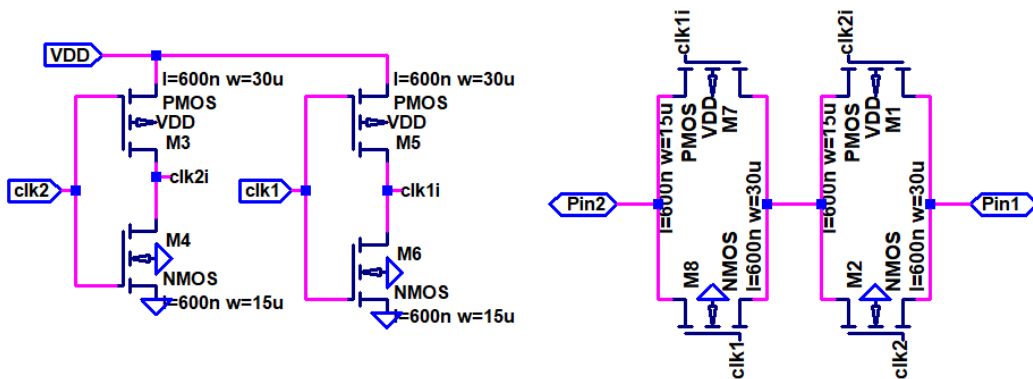 VDD
l=600n w=30u
PMOS
VDD
M3
clk2
clk2i
M4
NMOS
l=600n w=15u
l=600n w=30u
PMOS
VDD
M5
clk1
clk1i
M6
NMOS
l=600n w=15u
clk1i
PMOS
VDD
M7
l=600n w=15u
l=600n w=30u
Pin2
M8
NMOS
clk1
clk2i
PMOS
VDD
M1
l=600n w=15u
l=600n w=30u
Pin1
M2
NMOS
clk2